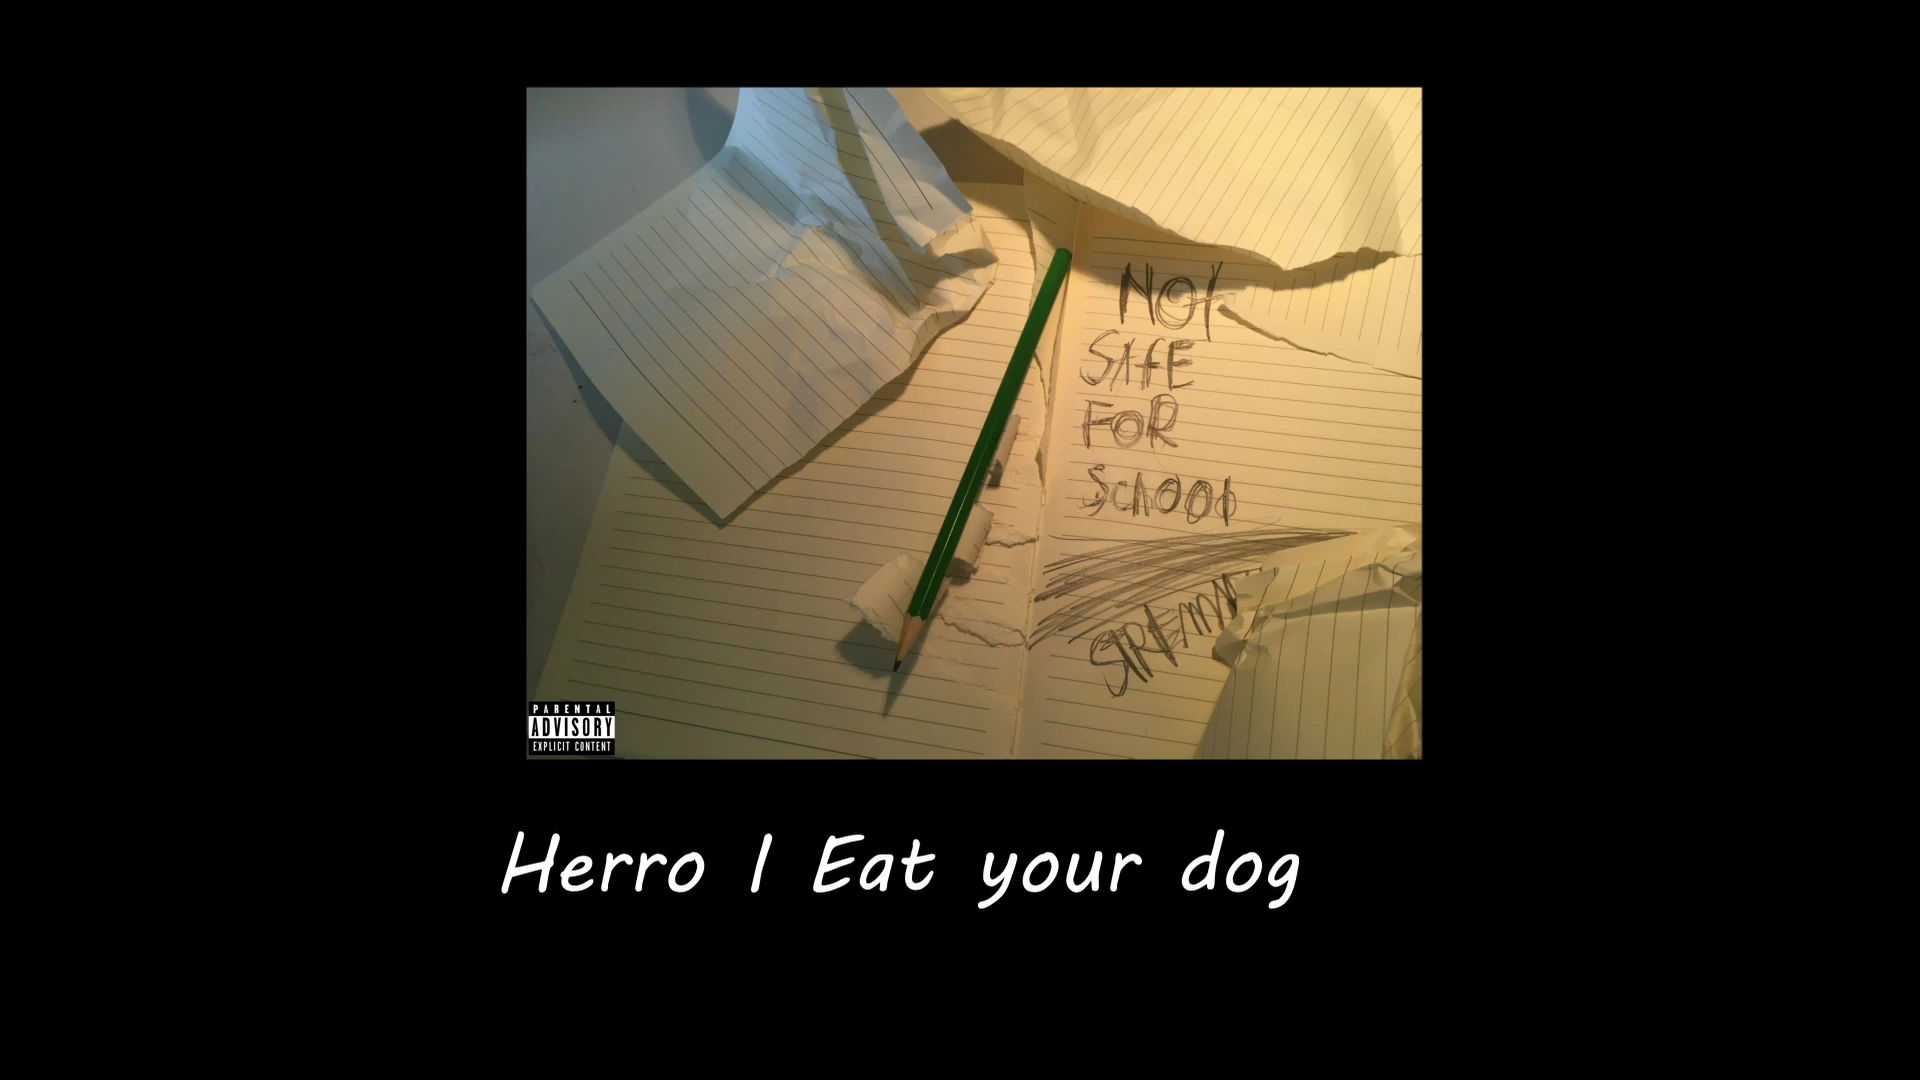 NOT
SAFE
FOR
SCHOOL
PARENTAL
ADVISORY
EXPLICIT CONTENT
Herro I Eat your dog